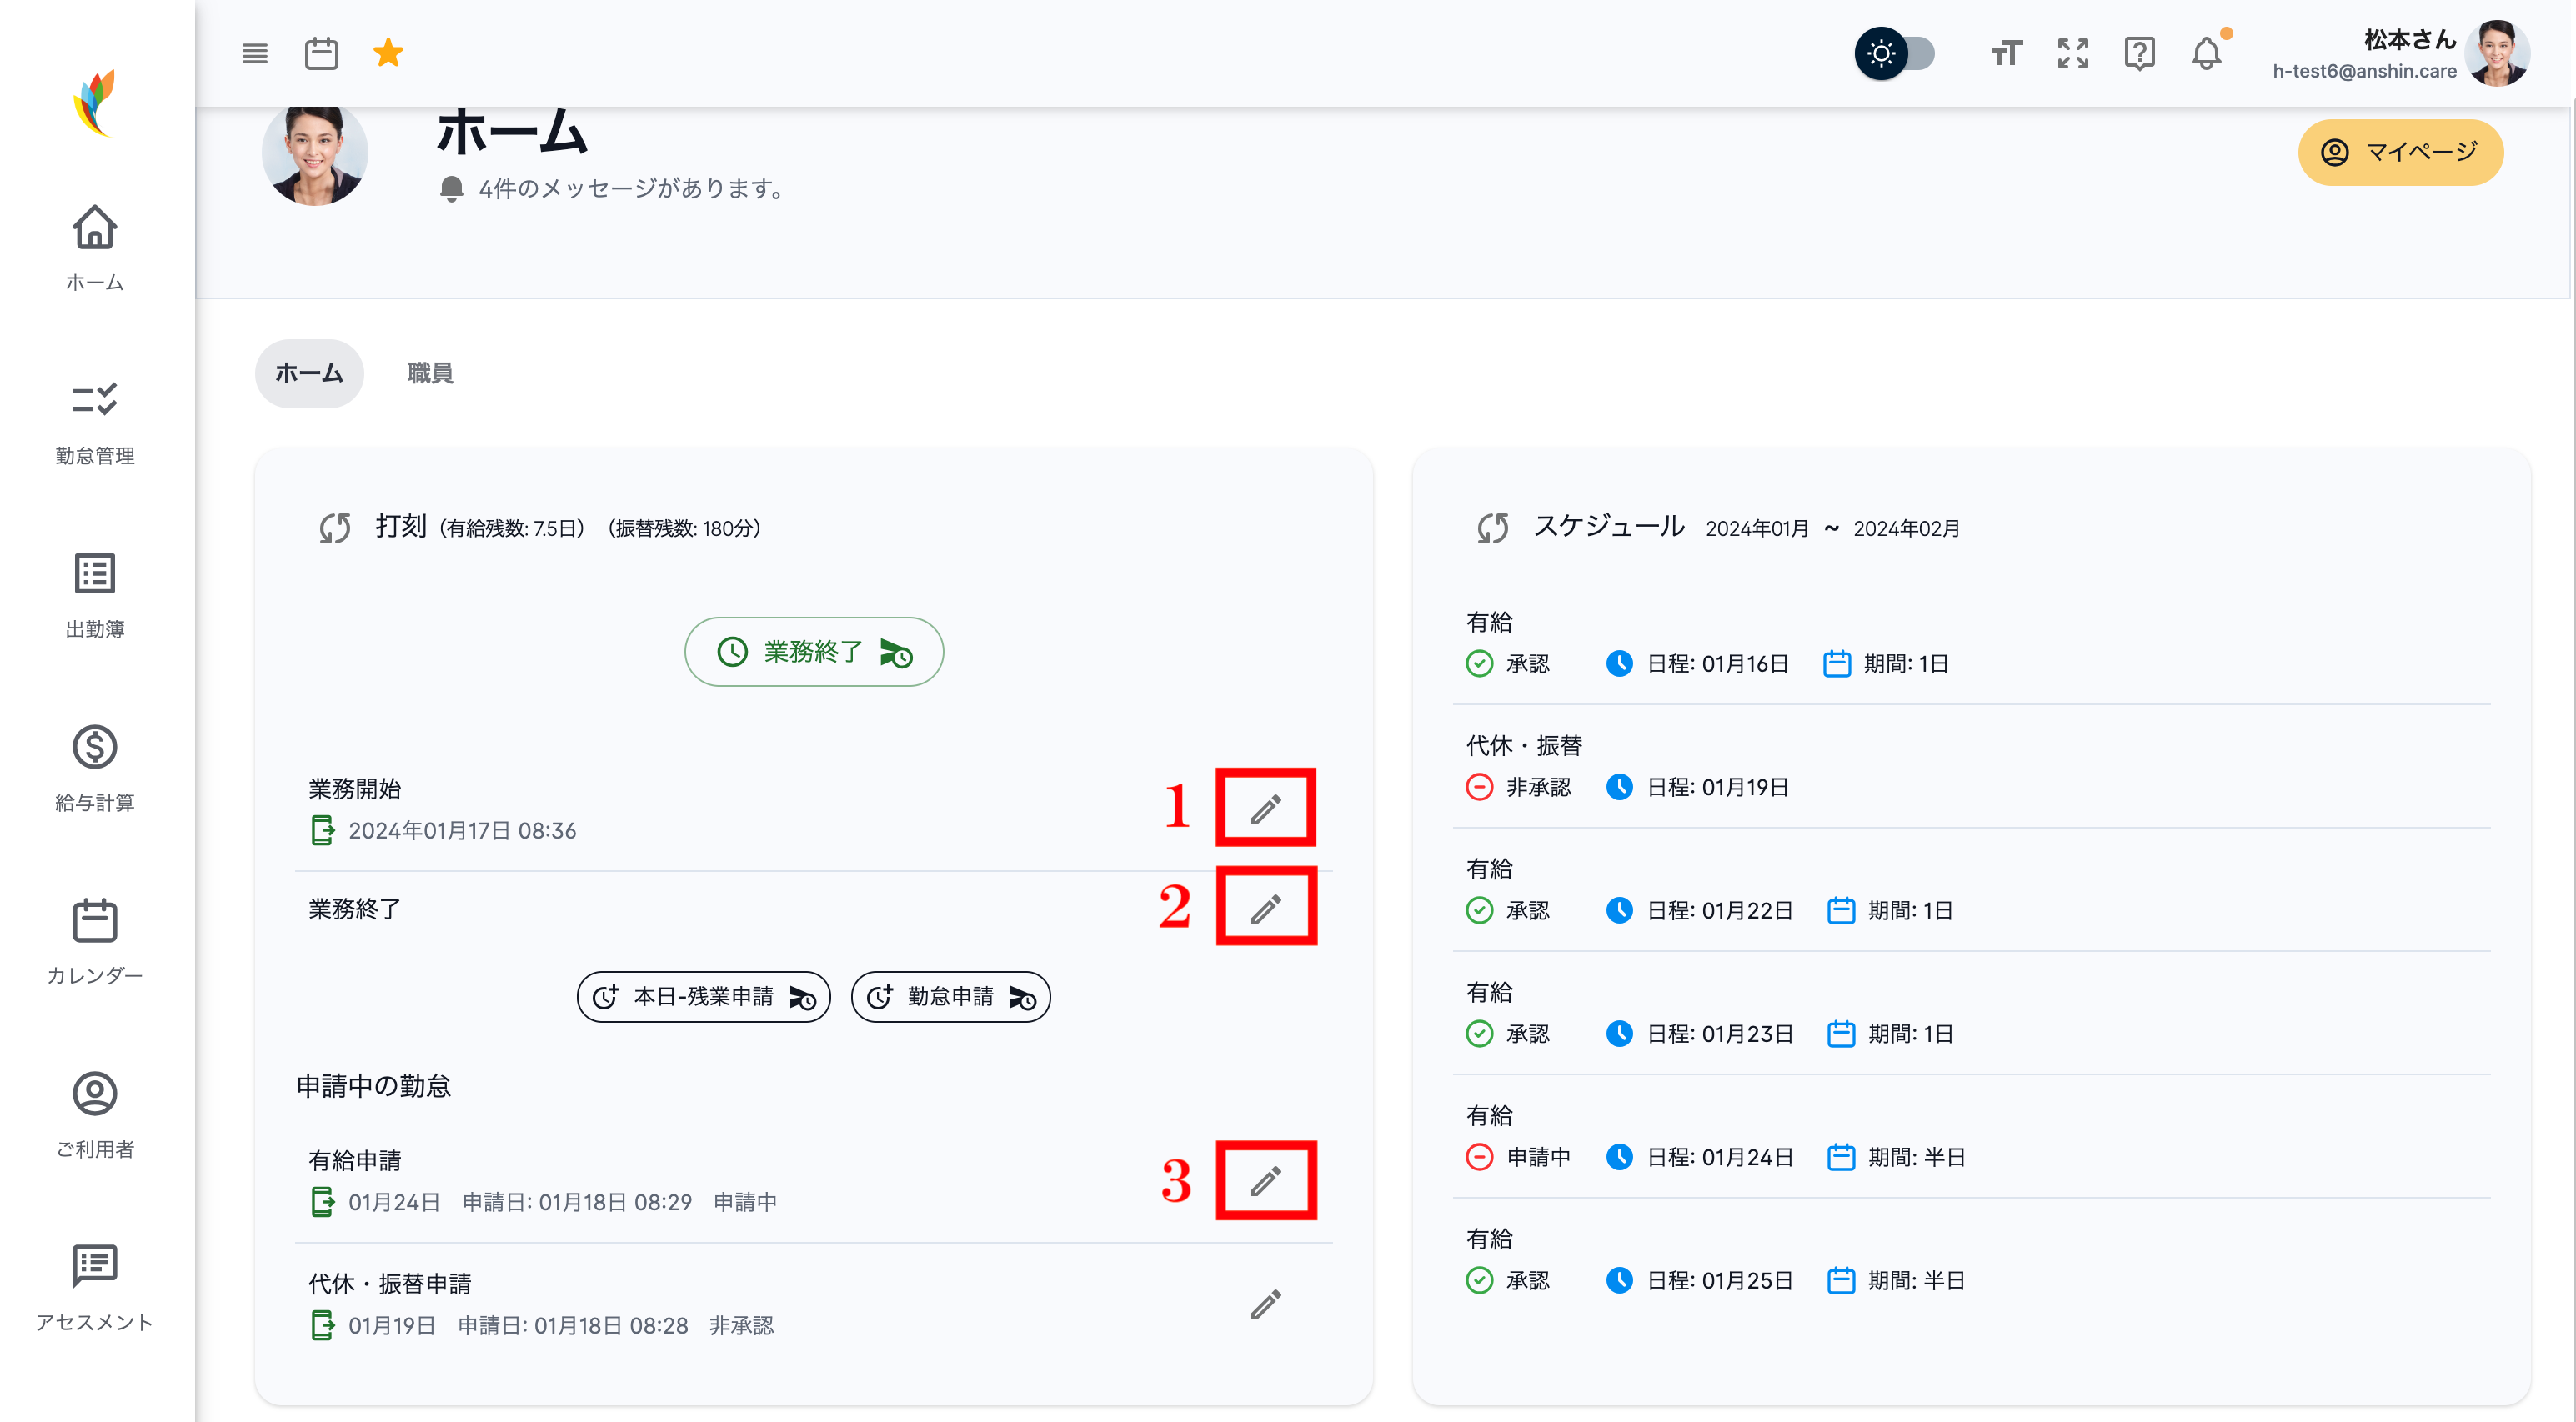 松本さん
h-test6@anshin.care
ホーム
4件のメッセージがあります。
マイページ
ホーム
勤怠管理
出勤簿
給与計算
カレンダー
ご利用者
アセスメント
ホーム 職員
打刻 (有給残数: 7.5日) (振替残数: 180分)
業務終了
業務開始
2024年01月17日 08:36
1
業務終了
2
本日-残業申請 勤怠申請
申請中の勤怠
有給申請
01月24日 申請日: 01月18日 08:29 申請中
3
代休・振替申請
01月19日 申請日: 01月18日 08:28 非承認
スケジュール 2024年01月 ~ 2024年02月
有給
承認 日程: 01月16日 期間: 1日
代休・振替
非承認 日程: 01月19日
有給
承認 日程: 01月22日 期間: 1日
有給
承認 日程: 01月23日 期間: 1日
有給
申請中 日程: 01月24日 期間: 半日
有給
承認 日程: 01月25日 期間: 半日